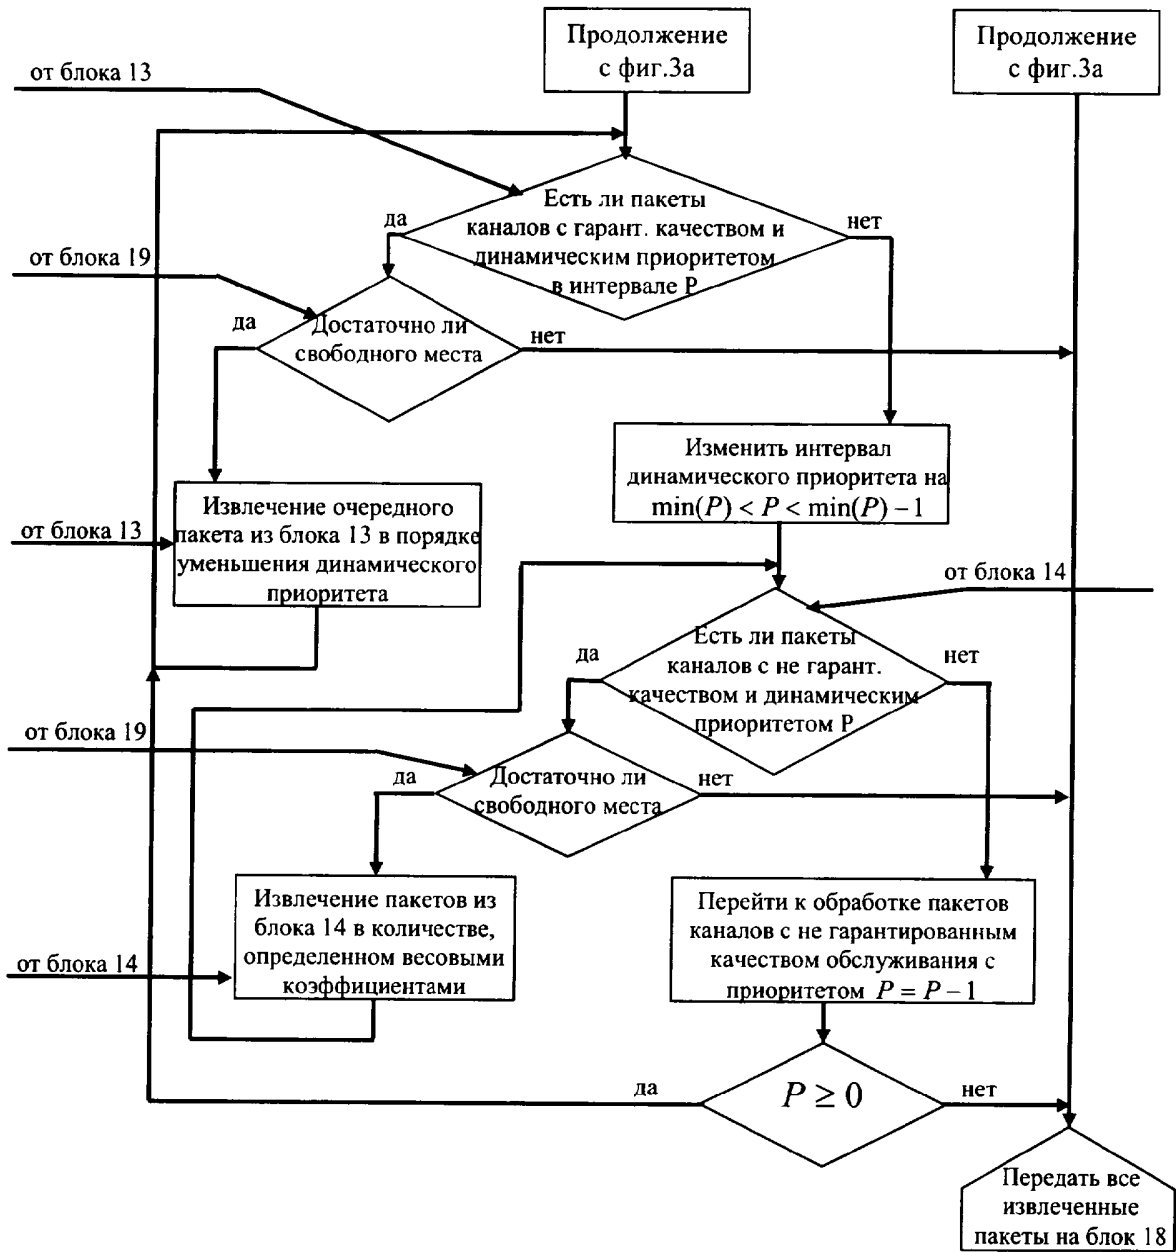 Продолжение
с фиг.3а
Продолжение
с фиг.3а
от блока 13
Есть ли пакеты
каналов с гарант. качеством и
динамическим приоритетом
в интервале P
да
нет
от блока 19
Достаточно ли
свободного места
да
нет
Изменить интервал
динамического приоритета на
min(P) < P < min(P) − 1
Извлечение очередного
пакета из блока 13 в порядке
уменьшения динамического
приоритета
от блока 13
от блока 14
Есть ли пакеты
каналов с не гарант.
качеством и динамическим
приоритетом P
да
нет
от блока 19
Достаточно ли
свободного места
да
нет
Извлечение пакетов из
блока 14 в количестве,
определенном весовыми
коэффициентами
от блока 14
Перейти к обработке пакетов
каналов с не гарантированным
качеством обслуживания с
приоритетом P = P − 1
да
P ≥ 0
нет
Передать все
извлеченные
пакеты на блок 18